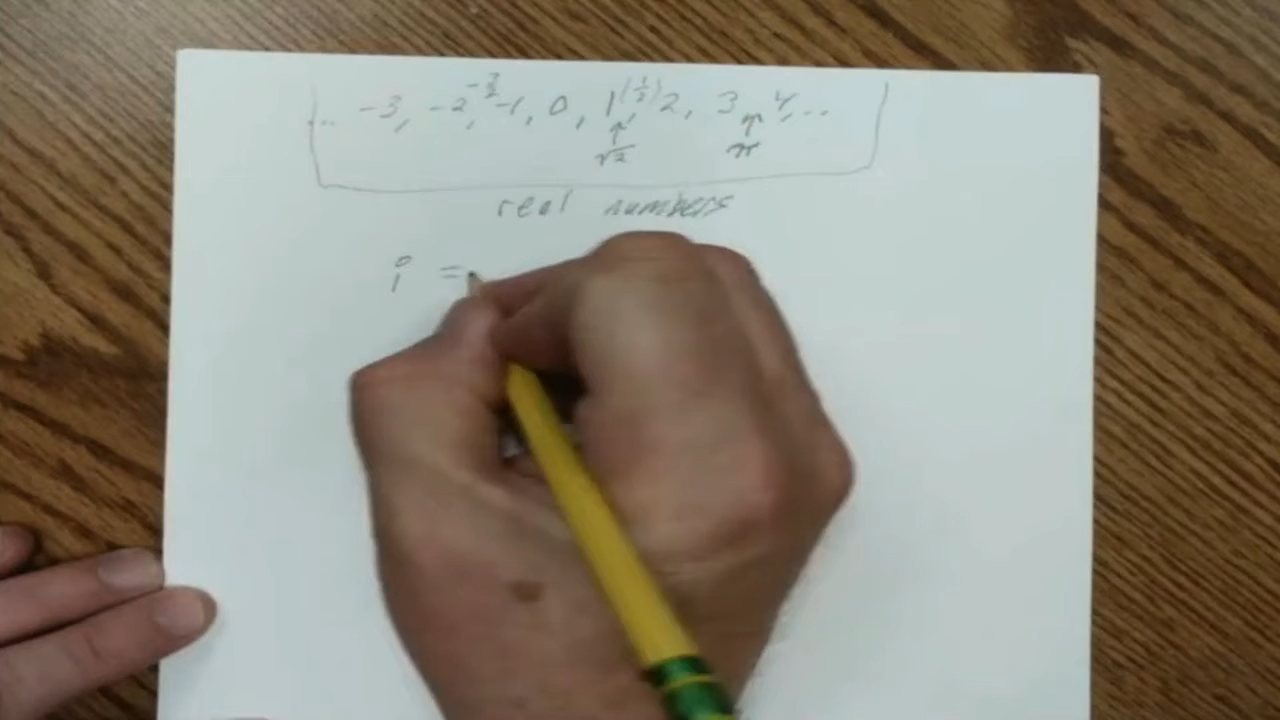 ... -3, -2, -3/2 -1, 0, 1, (1/2) 2, 3, 4, ...
↑ ↑
√2 π
real numbers
i =